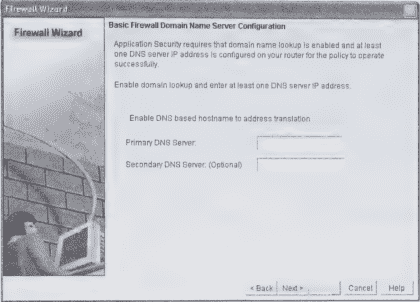 Firewall Wizard
Firewall Wizard
Basic Firewall Domain Name Server Configuration
Application Security requires that domain name lookup is enabled and at least
one DNS server IP address is configured on your router for the policy to operate
successfully.
Enable domain lookup and enter at least one DNS server IP address.
Enable DNS based hostname to address translation
Primary DNS Server:
Secondary DNS Server: (Optional)
< Back Next > Cancel Help